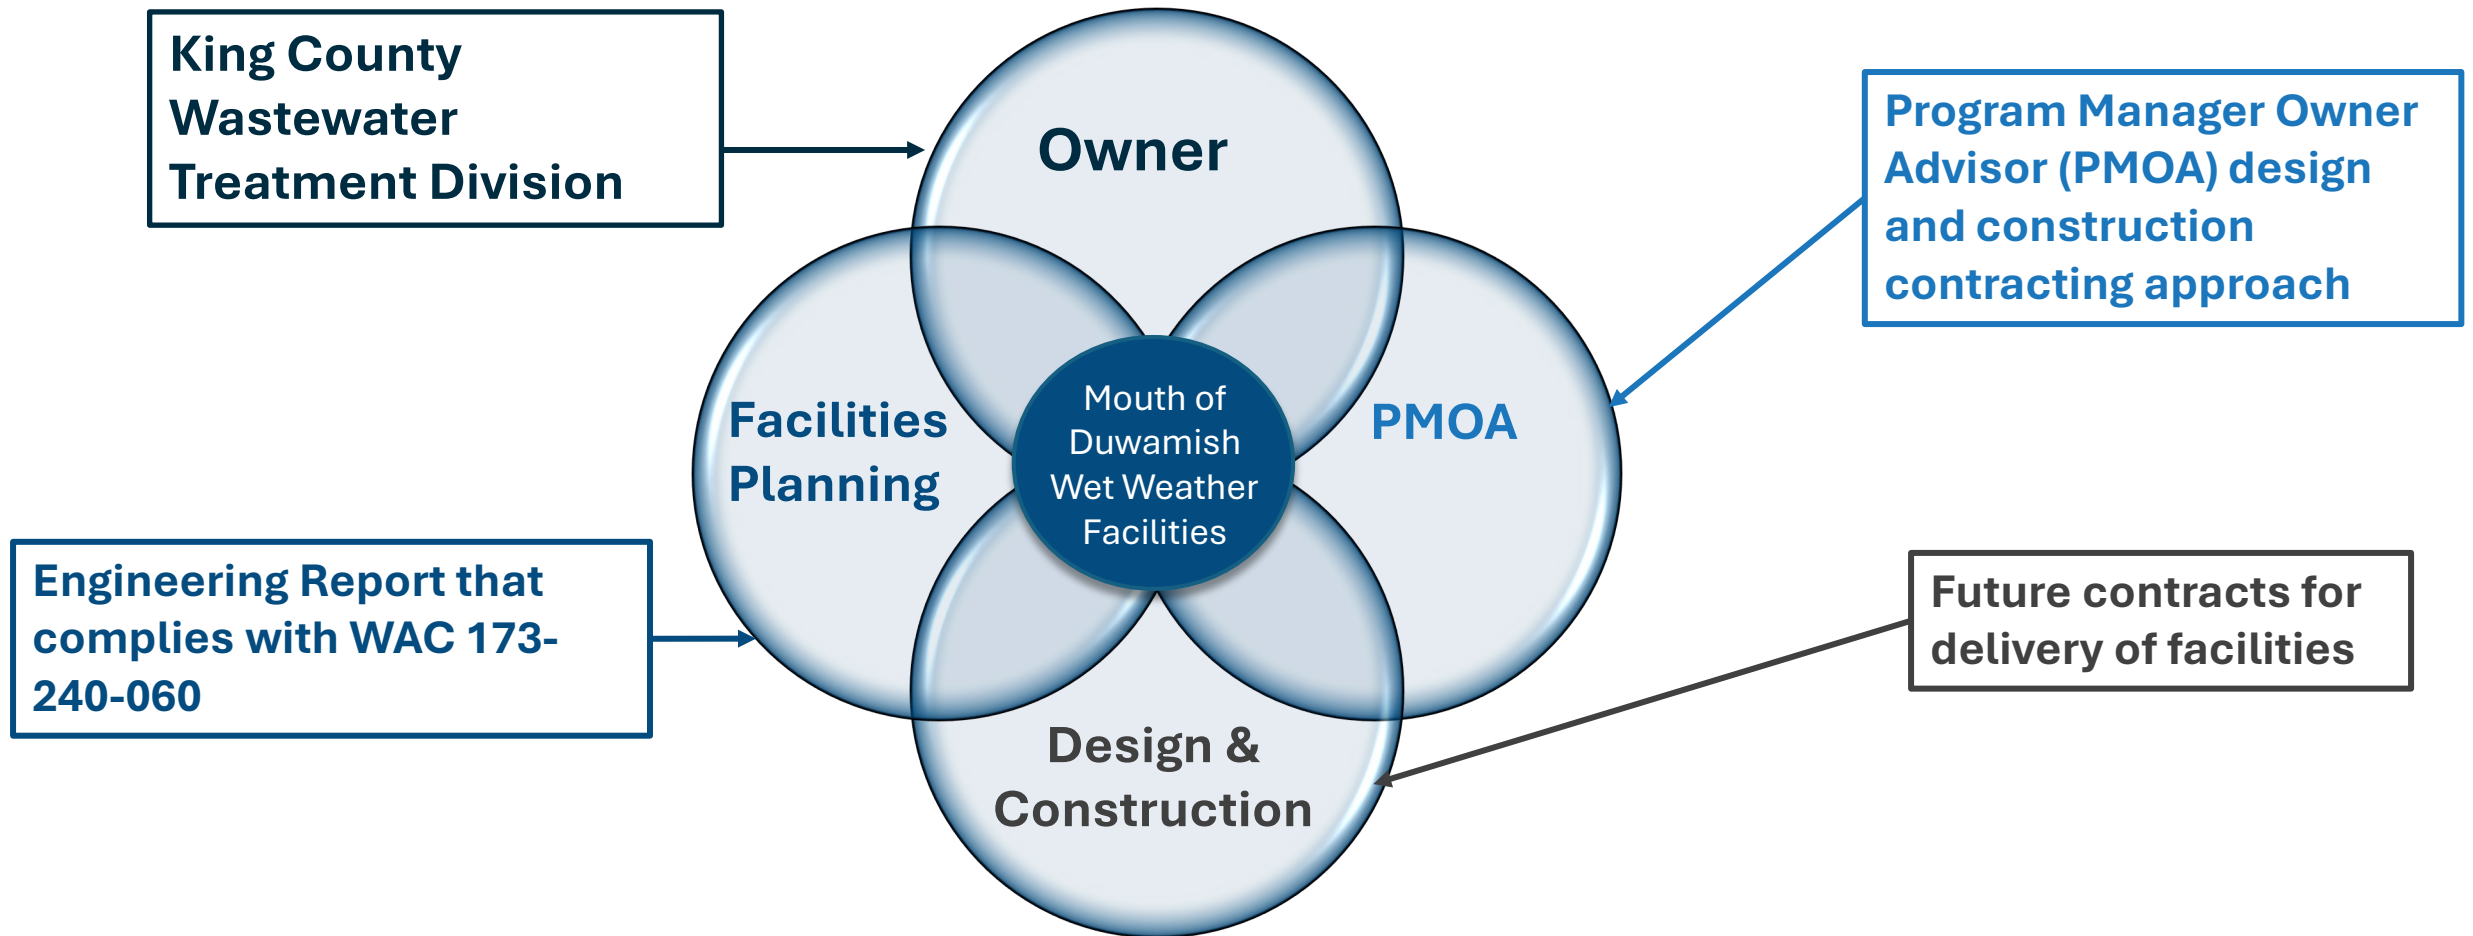 King County
Wastewater
Treatment Division
Owner
Program Manager Owner
Advisor (PMOA) design
and construction
contracting approach
Facilities
Planning
Mouth of
Duwamish
Wet Weather
Facilities
PMOA
Engineering Report that
complies with WAC 173-
240-060
Future contracts for
delivery of facilities
Design &
Construction